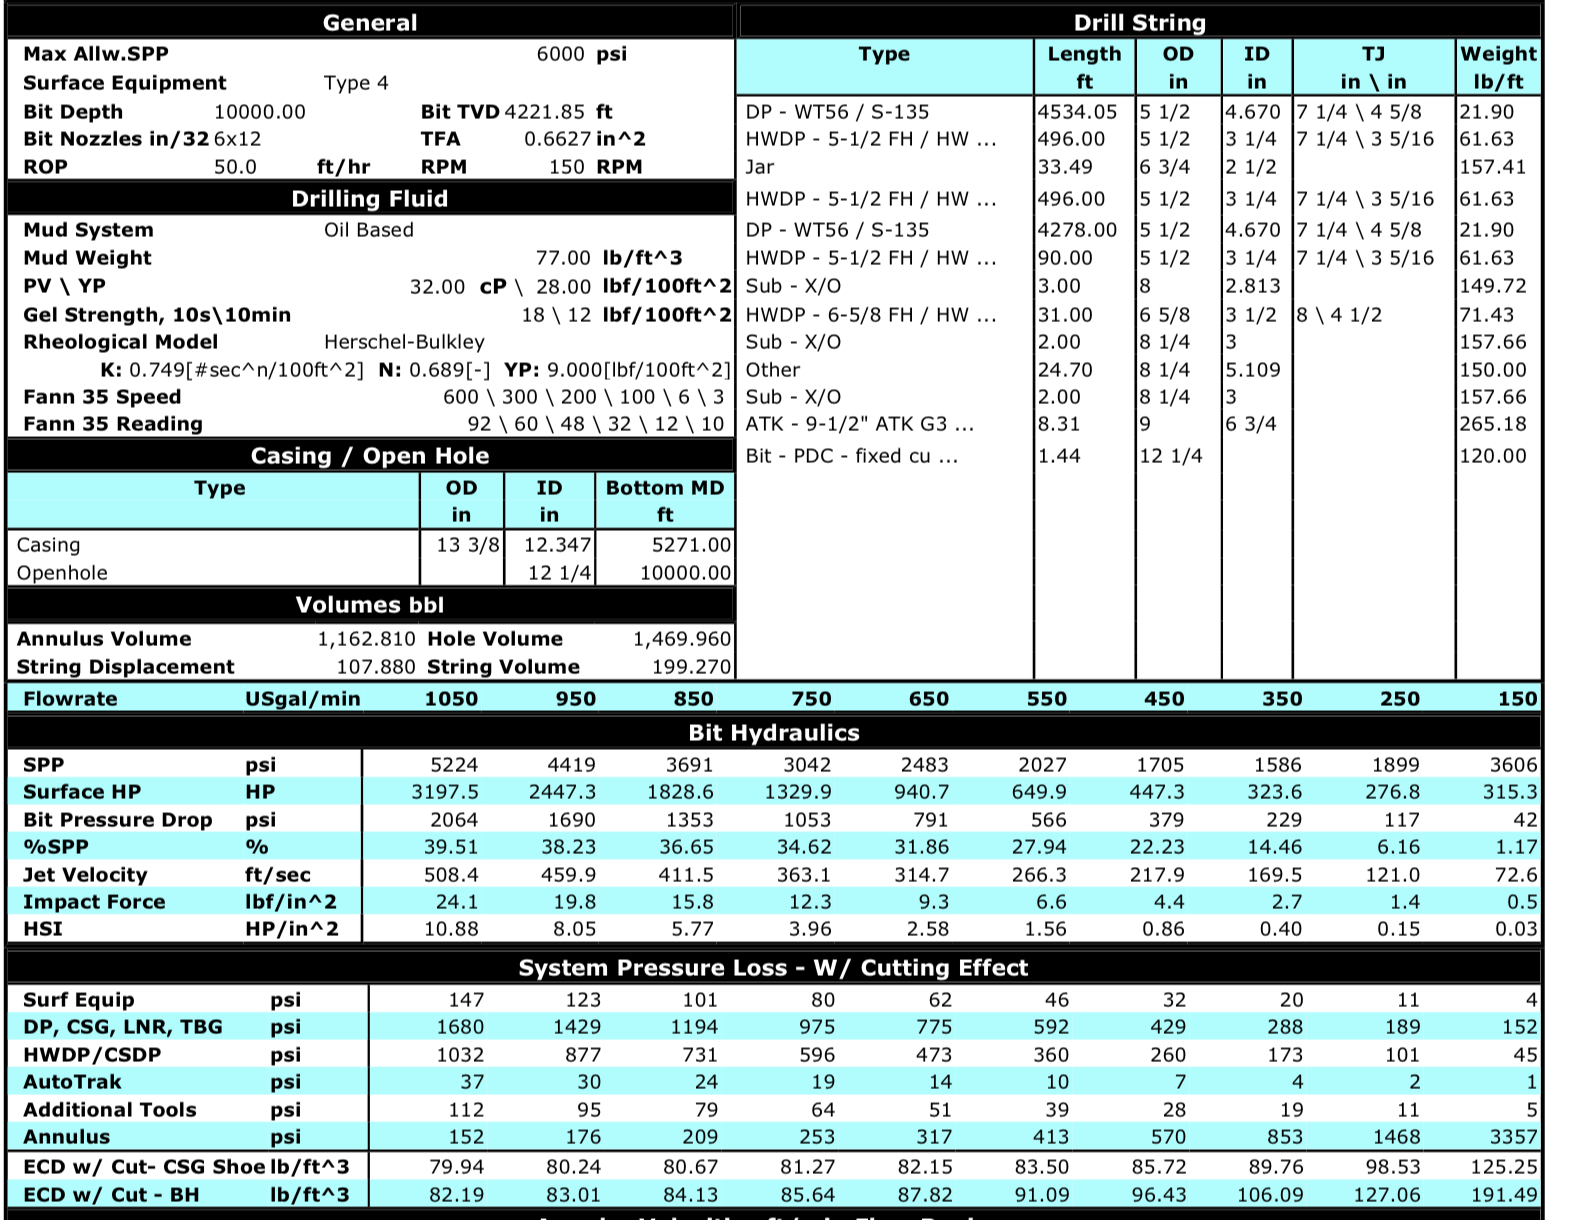 General
Max Allw.SPP 6000 psi
Surface Equipment Type 4
Bit Depth 10000.00 Bit TVD 4221.85 ft
Bit Nozzles in/32 6x12 TFA 0.6627 in^2
ROP 50.0 ft/hr RPM 150 RPM
Drilling Fluid
Mud System Oil Based
Mud Weight 77.00 lb/ft^3
PV \ YP 32.00 cP \ 28.00 lbf/100ft^2
Gel Strength, 10s\10min 18 \ 12 lbf/100ft^2
Rheological Model Herschel-Bulkley
K: 0.749[#sec^n/100ft^2] N: 0.689[-] YP: 9.000[lbf/100ft^2]
Fann 35 Speed 600 \ 300 \ 200 \ 100 \ 6 \ 3
Fann 35 Reading 92 \ 60 \ 48 \ 32 \ 12 \ 10
Casing / Open Hole
Type OD ID Bottom MD
in in ft
Casing 13 3/8 12.347 5271.00
Openhole 12 1/4 10000.00
Volumes bbl
Annulus Volume 1,162.810 Hole Volume 1,469.960
String Displacement 107.880 String Volume 199.270
Drill String
Type Length OD ID TJ Weight
ft in in in \ in lb/ft
DP - WT56 / S-135 4534.05 5 1/2 4.670 7 1/4 \ 4 5/8 21.90
HWDP - 5-1/2 FH / HW ... 496.00 5 1/2 3 1/4 7 1/4 \ 3 5/16 61.63
Jar 33.49 6 3/4 2 1/2 157.41
HWDP - 5-1/2 FH / HW ... 496.00 5 1/2 3 1/4 7 1/4 \ 3 5/16 61.63
DP - WT56 / S-135 4278.00 5 1/2 4.670 7 1/4 \ 4 5/8 21.90
HWDP - 5-1/2 FH / HW ... 90.00 5 1/2 3 1/4 7 1/4 \ 3 5/16 61.63
Sub - X/O 3.00 8 2.813 149.72
HWDP - 6-5/8 FH / HW ... 31.00 6 5/8 3 1/2 8 \ 4 1/2 71.43
Sub - X/O 2.00 8 1/4 3 157.66
Other 24.70 8 1/4 5.109 150.00
Sub - X/O 2.00 8 1/4 3 157.66
ATK - 9-1/2" ATK G3 ... 8.31 9 6 3/4 265.18
Bit - PDC - fixed cu ... 1.44 12 1/4 120.00
Flowrate USgal/min 1050 950 850 750 650 550 450 350 250 150
Bit Hydraulics
SPP psi 5224 4419 3691 3042 2483 2027 1705 1586 1899 3606
Surface HP HP 3197.5 2447.3 1828.6 1329.9 940.7 649.9 447.3 323.6 276.8 315.3
Bit Pressure Drop psi 2064 1690 1353 1053 791 566 379 229 117 42
%SPP % 39.51 38.23 36.65 34.62 31.86 27.94 22.23 14.46 6.16 1.17
Jet Velocity ft/sec 508.4 459.9 411.5 363.1 314.7 266.3 217.9 169.5 121.0 72.6
Impact Force lbf/in^2 24.1 19.8 15.8 12.3 9.3 6.6 4.4 2.7 1.4 0.5
HSI HP/in^2 10.88 8.05 5.77 3.96 2.58 1.56 0.86 0.40 0.15 0.03
System Pressure Loss - W/ Cutting Effect
Surf Equip psi 147 123 101 80 62 46 32 20 11 4
DP, CSG, LNR, TBG psi 1680 1429 1194 975 775 592 429 288 189 152
HWDP/CSDP psi 1032 877 731 596 473 360 260 173 101 45
AutoTrak psi 37 30 24 19 14 10 7 4 2 1
Additional Tools psi 112 95 79 64 51 39 28 19 11 5
Annulus psi 152 176 209 253 317 413 570 853 1468 3357
ECD w/ Cut- CSG Shoe lb/ft^3 79.94 80.24 80.67 81.27 82.15 83.50 85.72 89.76 98.53 125.25
ECD w/ Cut - BH lb/ft^3 82.19 83.01 84.13 85.64 87.82 91.09 96.43 106.09 127.06 191.49